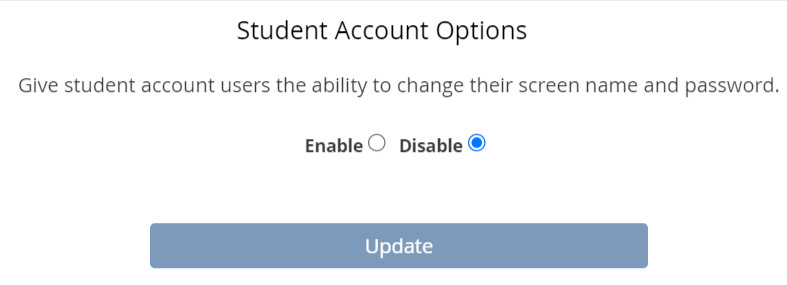 Student Account Options
Give student account users the ability to change their screen name and password.
Enable Disable
Update